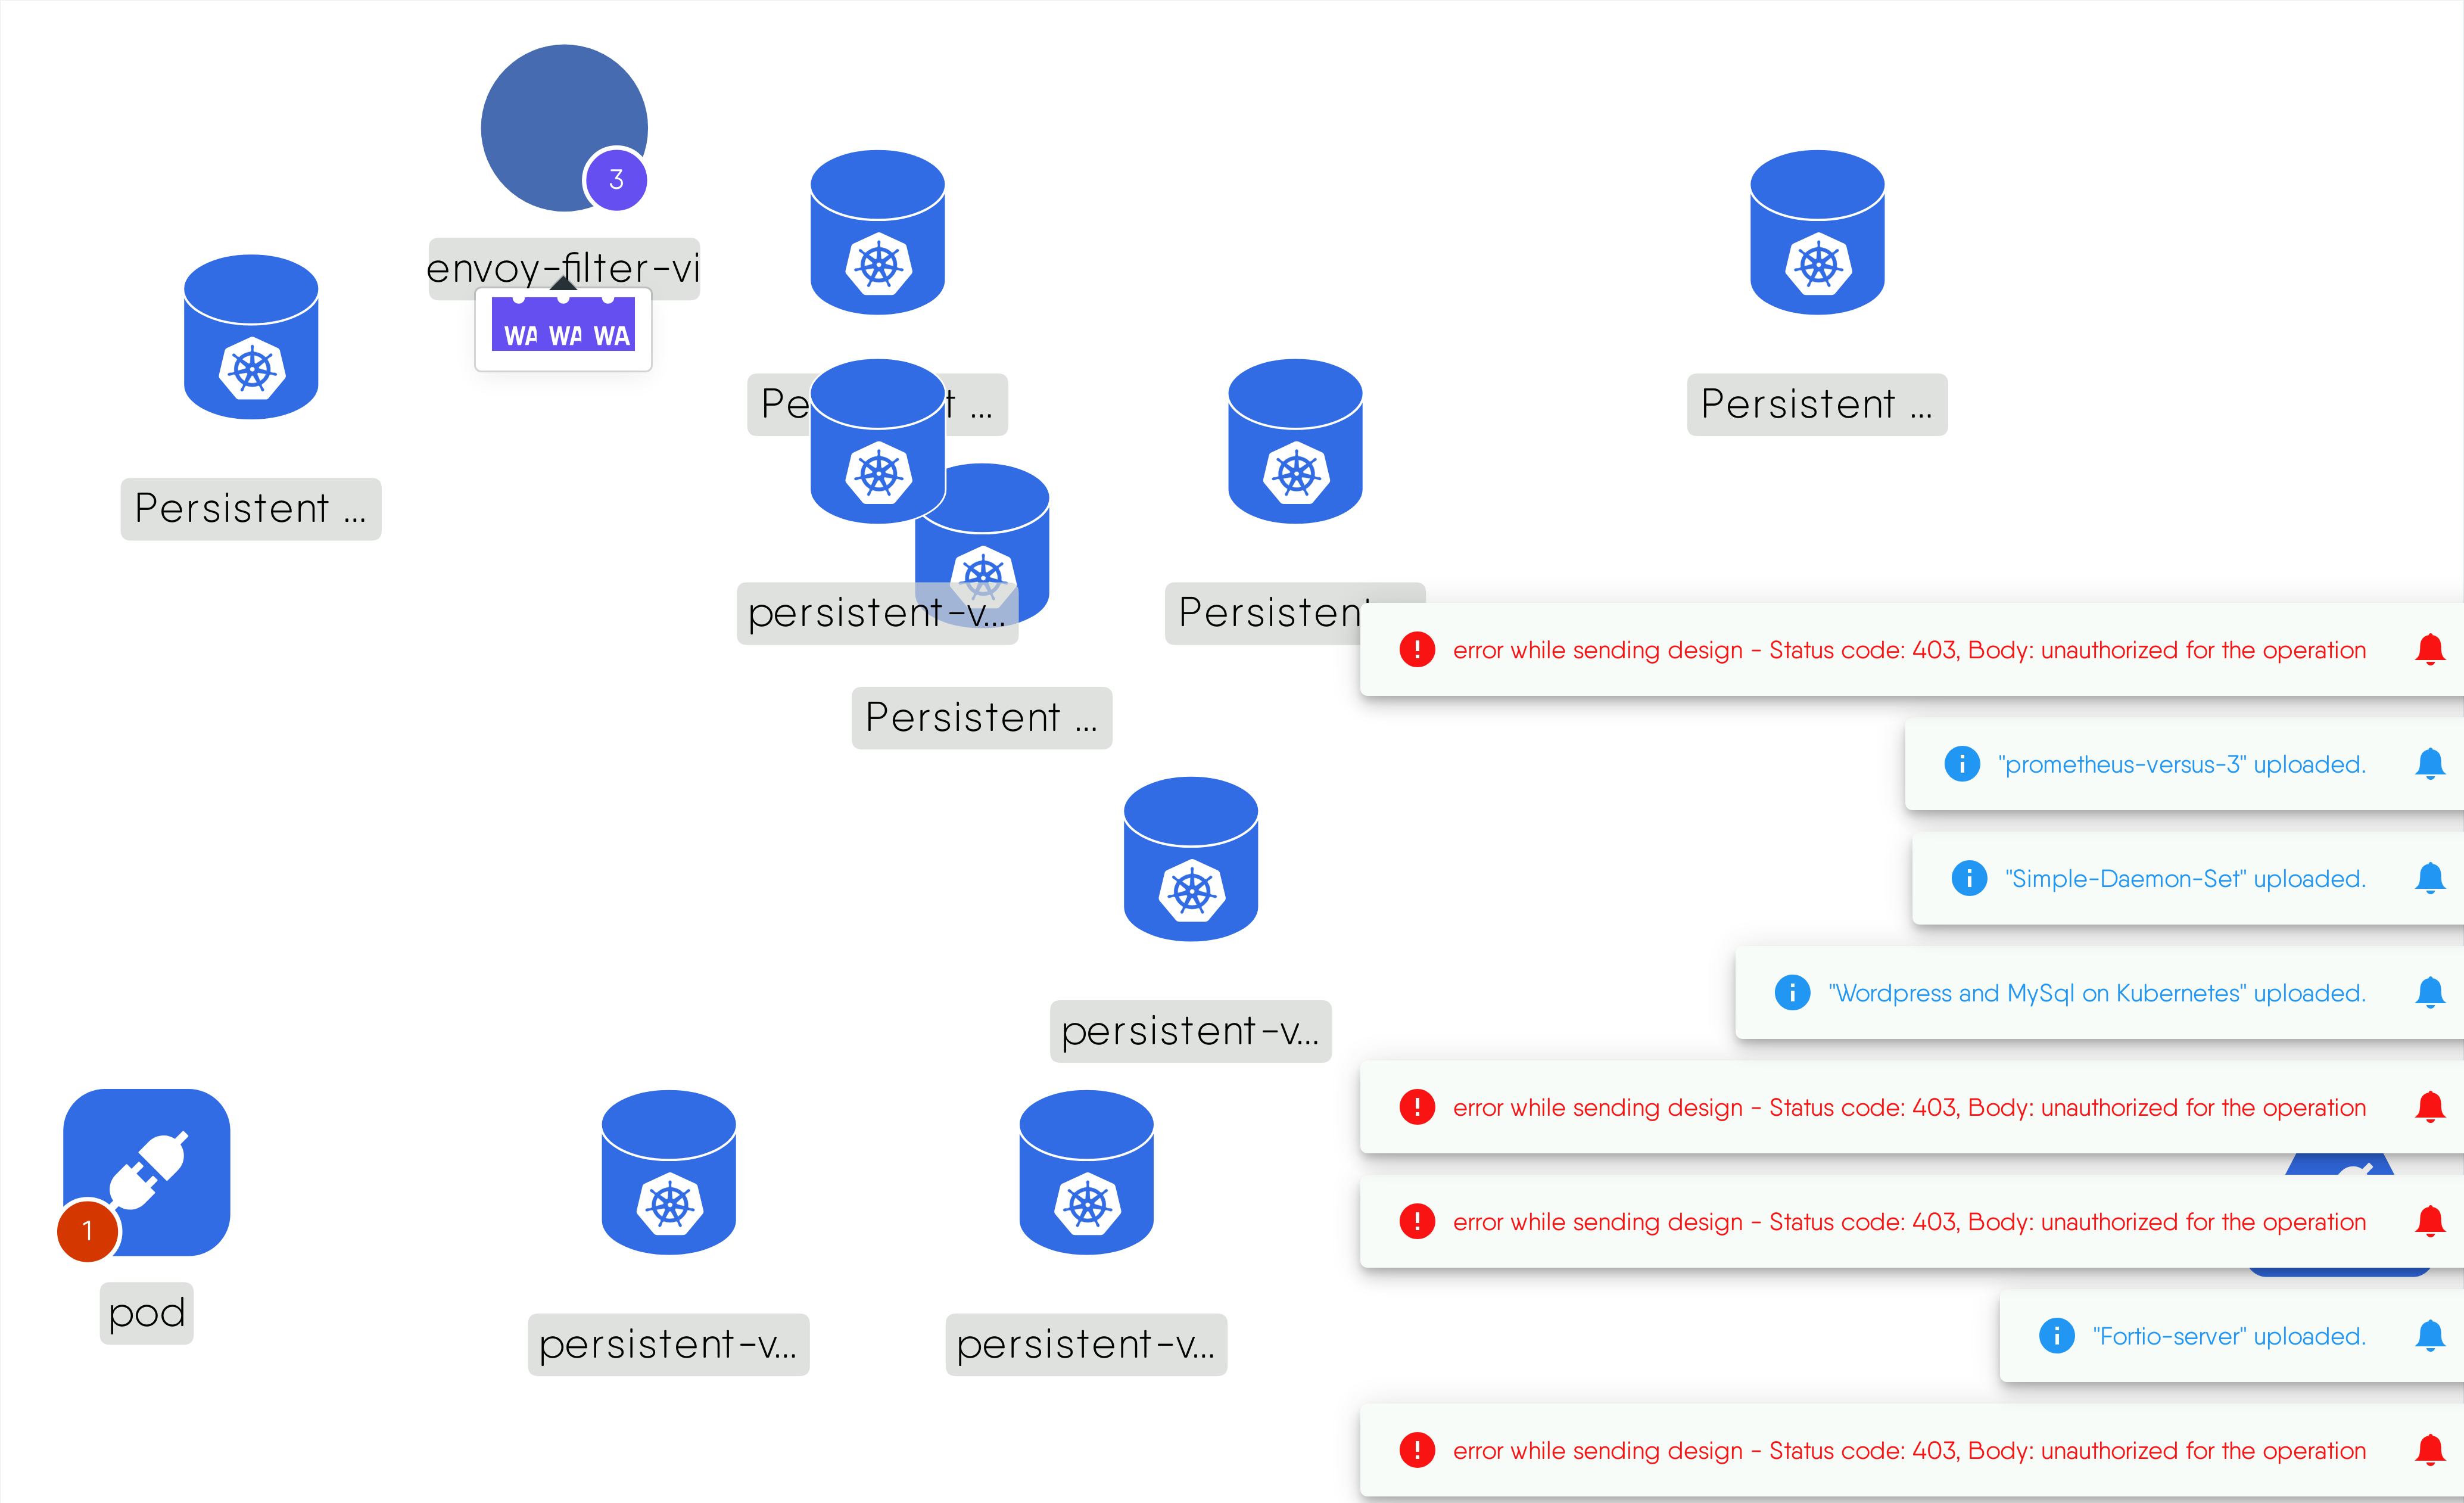 3
envoy-filter-vi
WA WA WA
Persistent ...
Pe t ...
Persistent ...
Persistent ...
persistent-v...
Persistent
Persistent ...
persistent-v...
1
pod
persistent-v...
persistent-v...
error while sending design - Status code: 403, Body: unauthorized for the operation
"prometheus-versus-3" uploaded.
"Simple-Daemon-Set" uploaded.
"Wordpress and MySql on Kubernetes" uploaded.
error while sending design - Status code: 403, Body: unauthorized for the operation
error while sending design - Status code: 403, Body: unauthorized for the operation
"Fortio-server" uploaded.
error while sending design - Status code: 403, Body: unauthorized for the operation